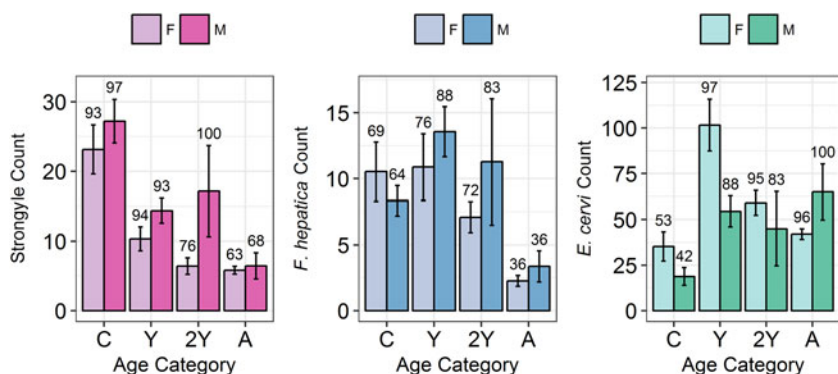 F M
Strongyle Count
30
20
10
0
93 97
94 93
76 100
63 68
C Y 2Y A
Age Category
F M
F. hepatica Count
15
10
5
0
69 64
76 88
72 83
36 36
C Y 2Y A
Age Category
F M
E. cervi Count
125
100
75
50
25
0
53 42
97 88
95 83
96 100
C Y 2Y A
Age Category